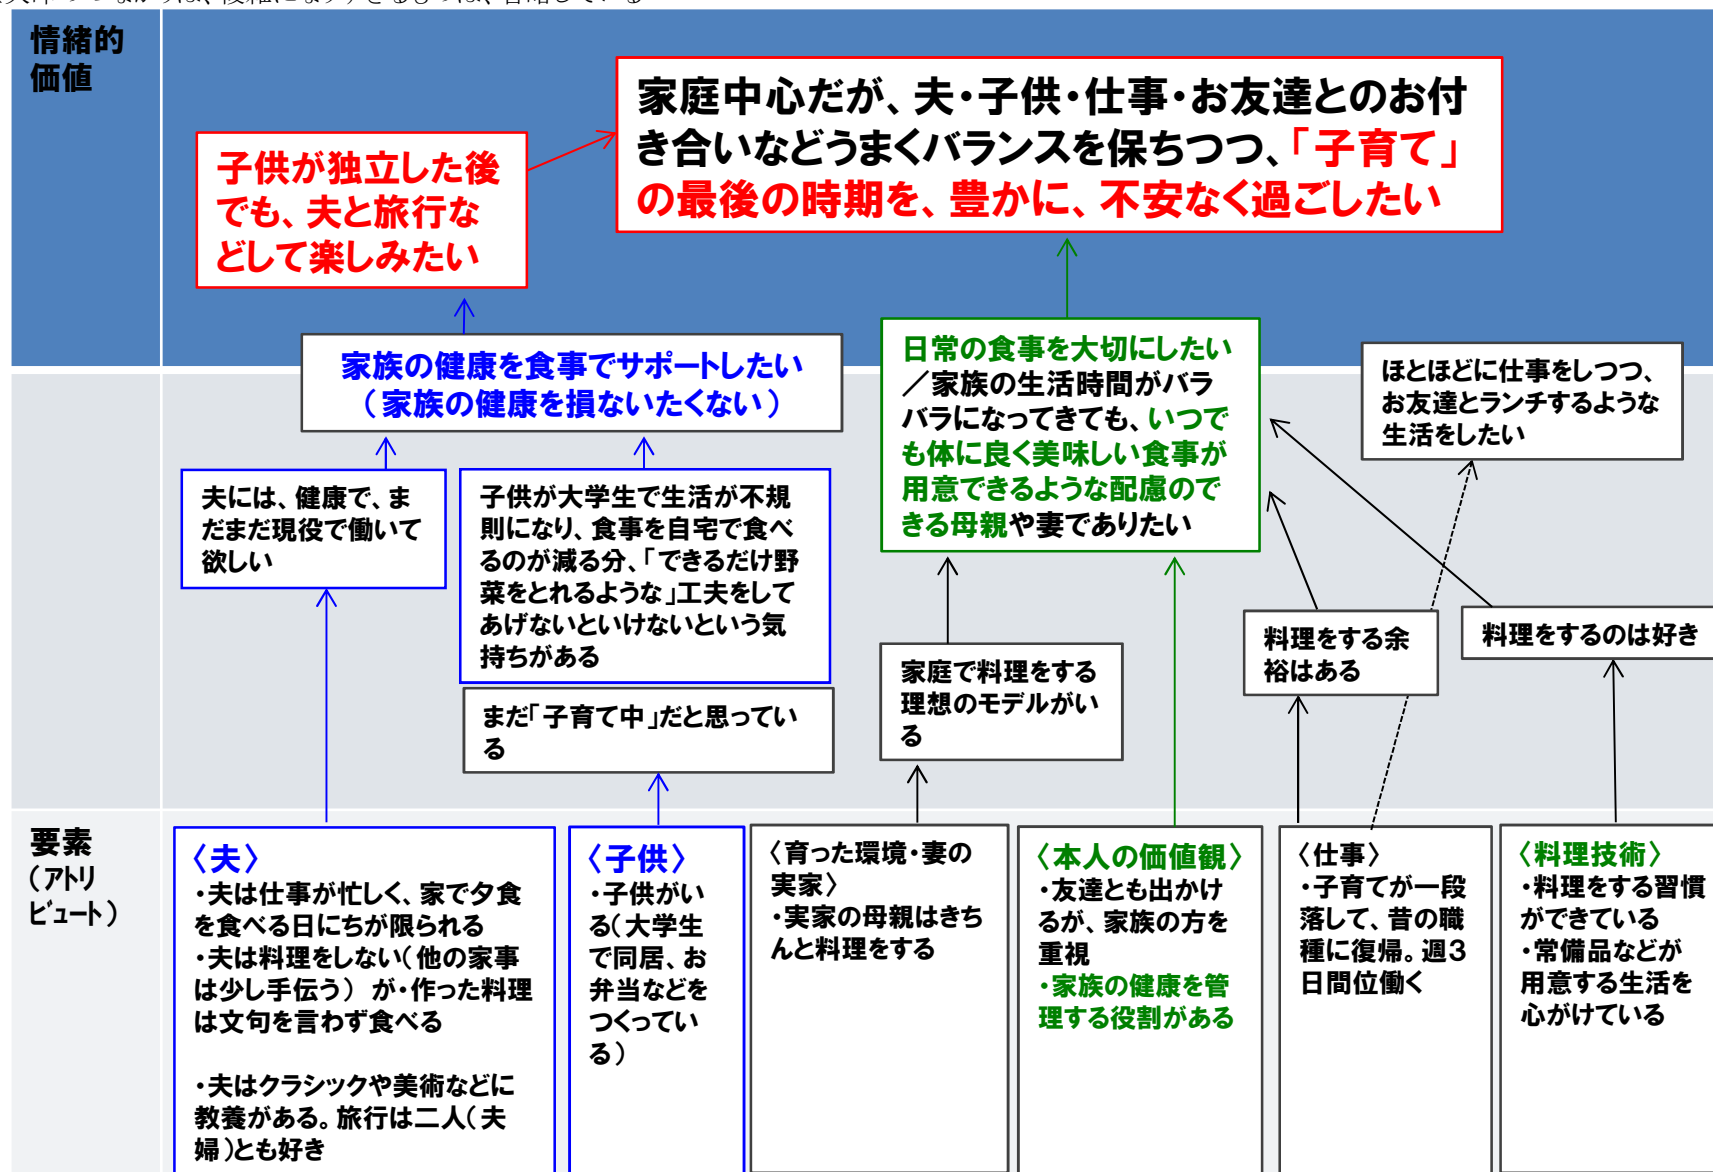 情緒的
価値
家庭中心だが、夫・子供・仕事・お友達とのお付
き合いなどうまくバランスを保ちつつ、「子育て」
の最後の時期を、豊かに、不安なく過ごしたい
子供が独立した後
でも、夫と旅行な
どして楽しみたい
家族の健康を食事でサポートしたい
（家族の健康を損ないたくない）
日常の食事を大切にしたい
／家族の生活時間がバラ
バラになってきても、いつで
も体に良く美味しい食事が
用意できるような配慮ので
きる母親や妻でありたい
ほとほどに仕事をしつつ、
お友達とランチするような
生活をしたい
夫には、健康で、ま
だまだ現役で働いて
欲しい
子供が大学生で生活が不規
則になり、食事を自宅で食べ
るのが減る分、「できるだけ野
菜をとれるような」工夫をして
あげないといけないという気
持ちがある
まだ「子育て中」だと思ってい
る
家庭で料理をする
理想のモデルがい
る
料理をする余
裕はある
料理をするのは好き
要素
（アトリ
ビュート）
〈夫〉
・夫は仕事が忙しく、家で夕食
を食べる日にちが限られる
・夫は料理をしない（他の家事
は少し手伝う） が・作った料理
は文句を言わず食べる
・夫はクラシックや美術などに
教養がある。旅行は二人（夫
婦）とも好き
〈子供〉
・子供がい
る（大学生
で同居、お
弁当などを
つくってい
る）
〈育った環境・妻の
実家〉
・実家の母親はきち
んと料理をする
〈本人の価値観〉
・友達とも出かけ
るが、家族の方を
重視
・家族の健康を管
理する役割がある
〈仕事〉
・子育てが一段
落して、昔の職
種に復帰。週3
日間位働く
〈料理技術〉
・料理をする習慣
ができている
・常備品などが
用意する生活を
心がけている